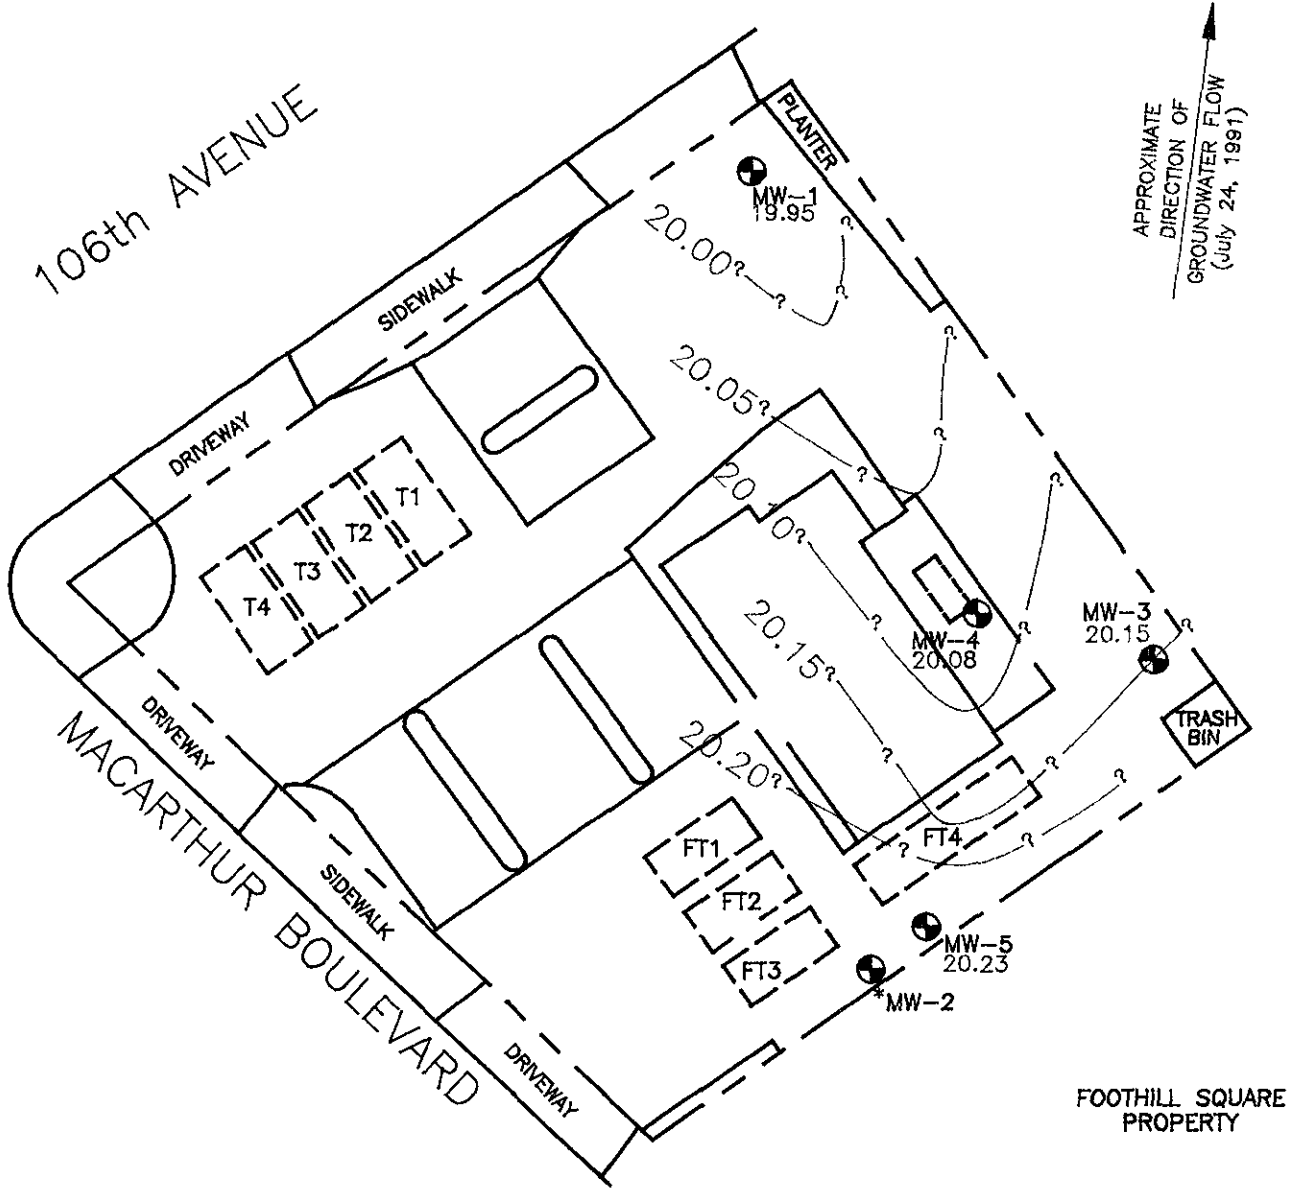 106th AVENUE
PLANTER
APPROXIMATE
DIRECTION OF
GROUNDWATER FLOW
(July 24, 1991)
MW-1
19.95
20.00? ? ? ?
SIDEWALK
20.05? ? ? ?
DRIVEWAY
T1
T2
T3
T4
20.10? ? ? ?
MW-4
20.08
MW-3
20.15
20.15? ? ? ?
TRASH
BIN
DRIVEWAY
MACARTHUR BOULEVARD
20.20? ? ? ?
FT1
FT2
FT3
FT4
SIDEWALK
MW-5
20.23
*MW-2
DRIVEWAY
FOOTHILL SQUARE
PROPERTY